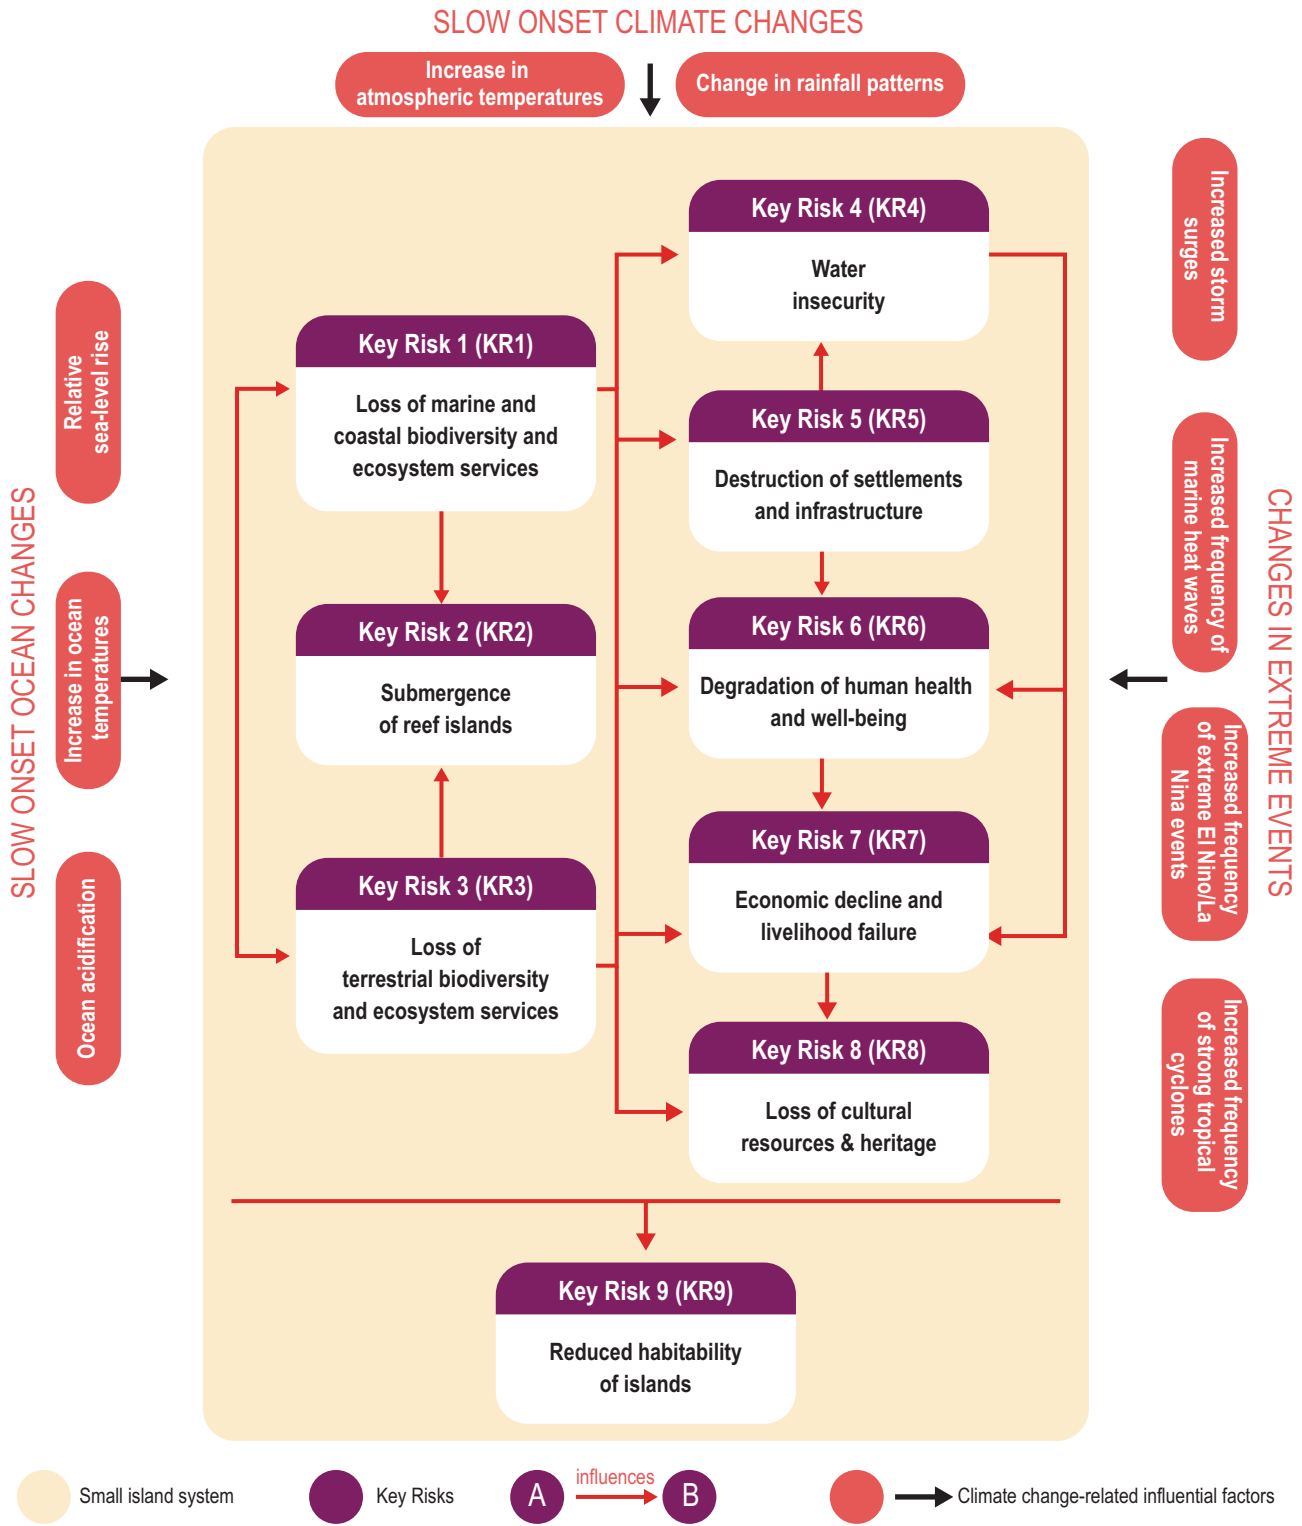 SLOW ONSET CLIMATE CHANGES
Increase in
atmospheric temperatures
Change in rainfall patterns
SLOW ONSET OCEAN CHANGES
Relative
sea-level rise
Increase in ocean
temperatures
Ocean acidification
Key Risk 1 (KR1)
Loss of marine and
coastal biodiversity and
ecosystem services
Key Risk 2 (KR2)
Submergence
of reef islands
Key Risk 3 (KR3)
Loss of
terrestrial biodiversity
and ecosystem services
Key Risk 4 (KR4)
Water
insecurity
Key Risk 5 (KR5)
Destruction of settlements
and infrastructure
Key Risk 6 (KR6)
Degradation of human health
and well-being
Key Risk 7 (KR7)
Economic decline and
livelihood failure
Key Risk 8 (KR8)
Loss of cultural
resources & heritage
Key Risk 9 (KR9)
Reduced habitability
of islands
CHANGES IN EXTREME EVENTS
Increased storm
surges
Increased frequency of
marine heat waves
Increased frequency
of extreme El Nino/La
Nina events
Increased frequency
of strong tropical
cyclones
Small island system
Key Risks
A
influences
B
Climate change-related influential factors